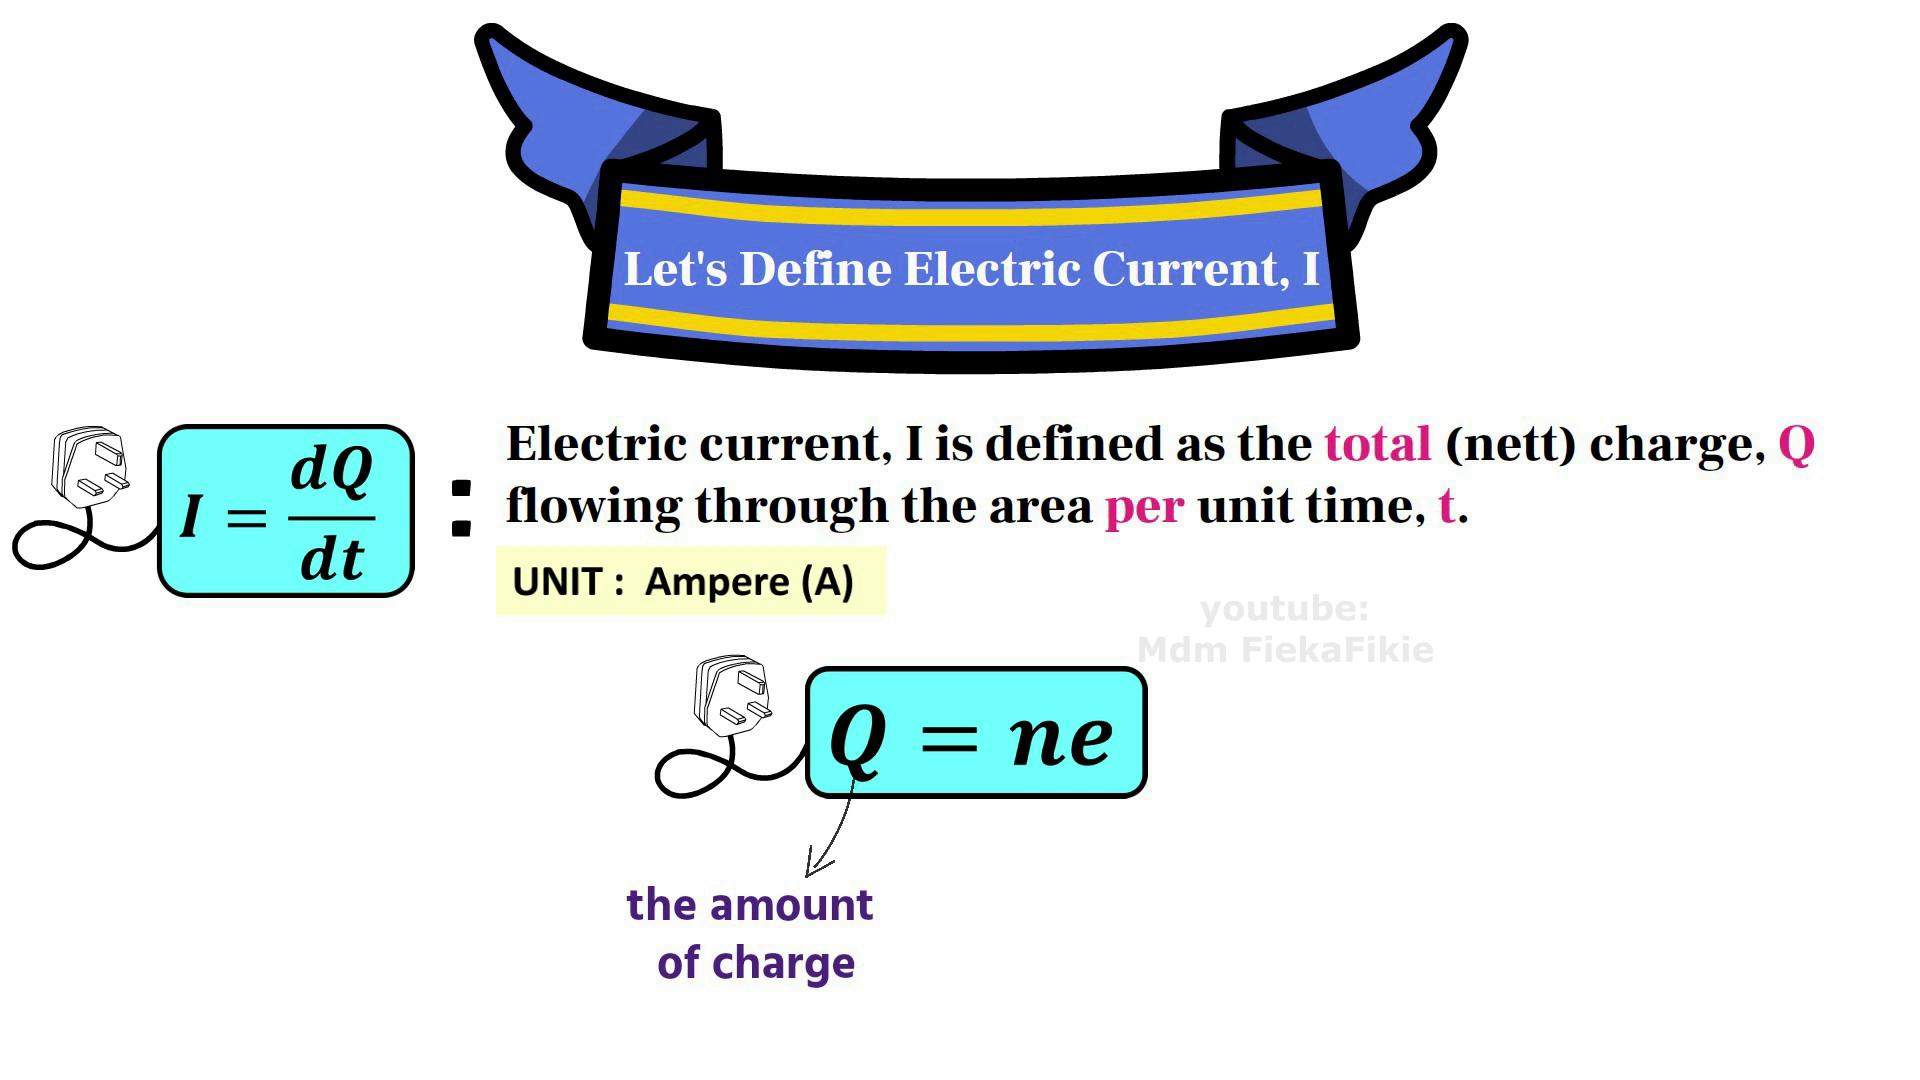 Let's Define Electric Current, I
I = dQ/dt
:
Electric current, I is defined as the total (nett) charge, Q
flowing through the area per unit time, t.
UNIT : Ampere (A)
youtube:
Mdm FiekaFikie
Q = ne
the amount
of charge